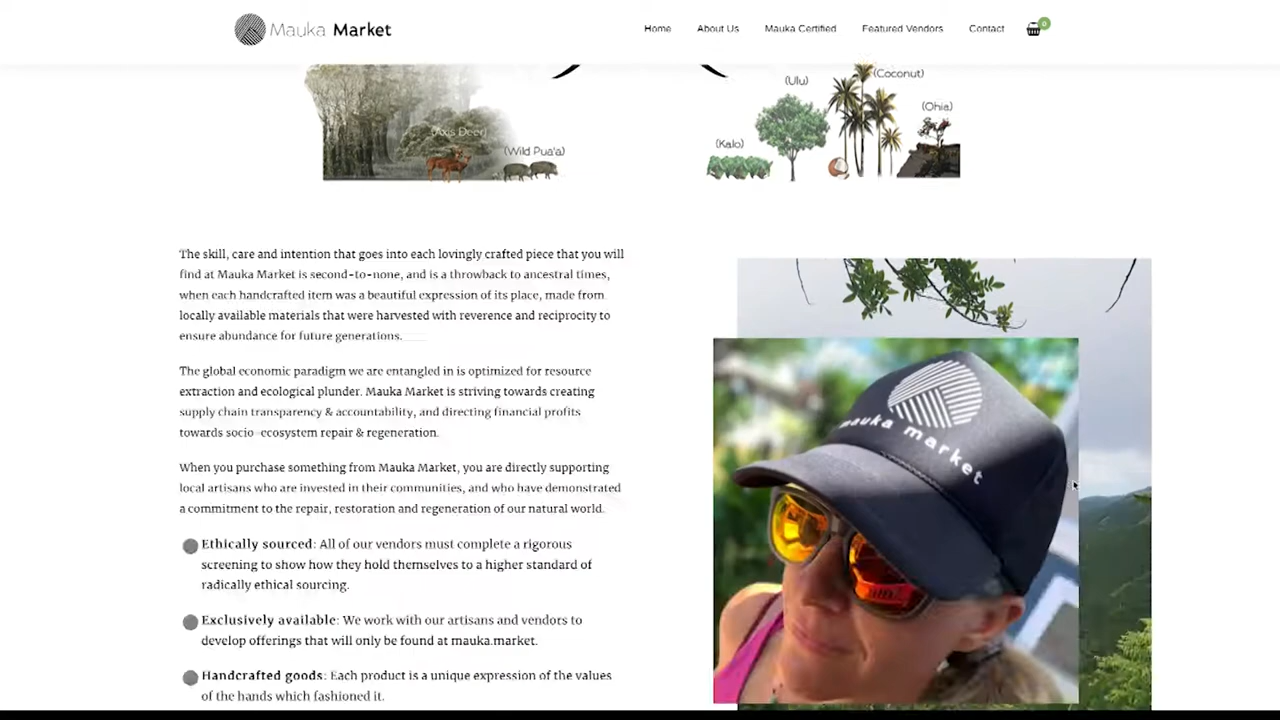 Mauka Market
Home
About Us
Mauka Certified
Featured Vendors
Contact
0
(Axis Deer)
(Wild Pua'a)
(Kalo)
(Ulu)
(Coconut)
(Ohia)
The skill, care and intention that goes into each lovingly crafted piece that you will
find at Mauka Market is second-to-none, and is a throwback to ancestral times,
when each handcrafted item was a beautiful expression of its place, made from
locally available materials that were harvested with reverence and reciprocity to
ensure abundance for future generations.
The global economic paradigm we are entangled in is optimized for resource
extraction and ecological plunder. Mauka Market is striving towards creating
supply chain transparency & accountability, and directing financial profits
towards socio-ecosystem repair & regeneration.
When you purchase something from Mauka Market, you are directly supporting
local artisans who are invested in their communities, and who have demonstrated
a commitment to the repair, restoration and regeneration of our natural world.
Ethically sourced: All of our vendors must complete a rigorous
screening to show how they hold themselves to a higher standard of
radically ethical sourcing.
Exclusively available: We work with our artisans and vendors to
develop offerings that will only be found at mauka.market.
Handcrafted goods: Each product is a unique expression of the values
of the hands which fashioned it.
mauka market